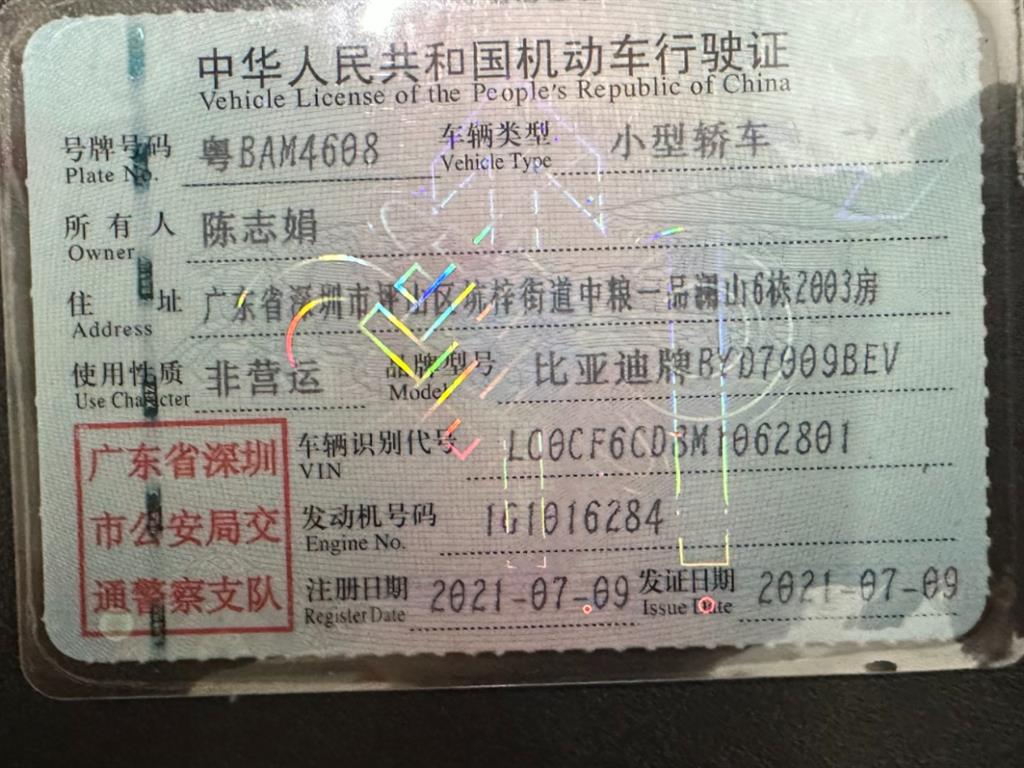 中华人民共和国机动车行驶证
Vehicle License of the People's Republic of China
号牌号码 粤BAM4608 车辆类型 小型轿车
Plate No. Vehicle Type
所有人 陈志娟
Owner
住址 广东省深圳市坪山区坑梓街道中粮一品澜山6栋2003房
Address
使用性质 非营运 品牌型号 比亚迪牌BYD7009BEV
Use Character Model
车辆识别代号 LC0CF6CD8M1062801
VIN
发动机号码 1G1016284
Engine No.
注册日期 2021-07-09 发证日期 2021-07-09
Register Date Issue Date
广东省深圳
市公安局交
通警察支队